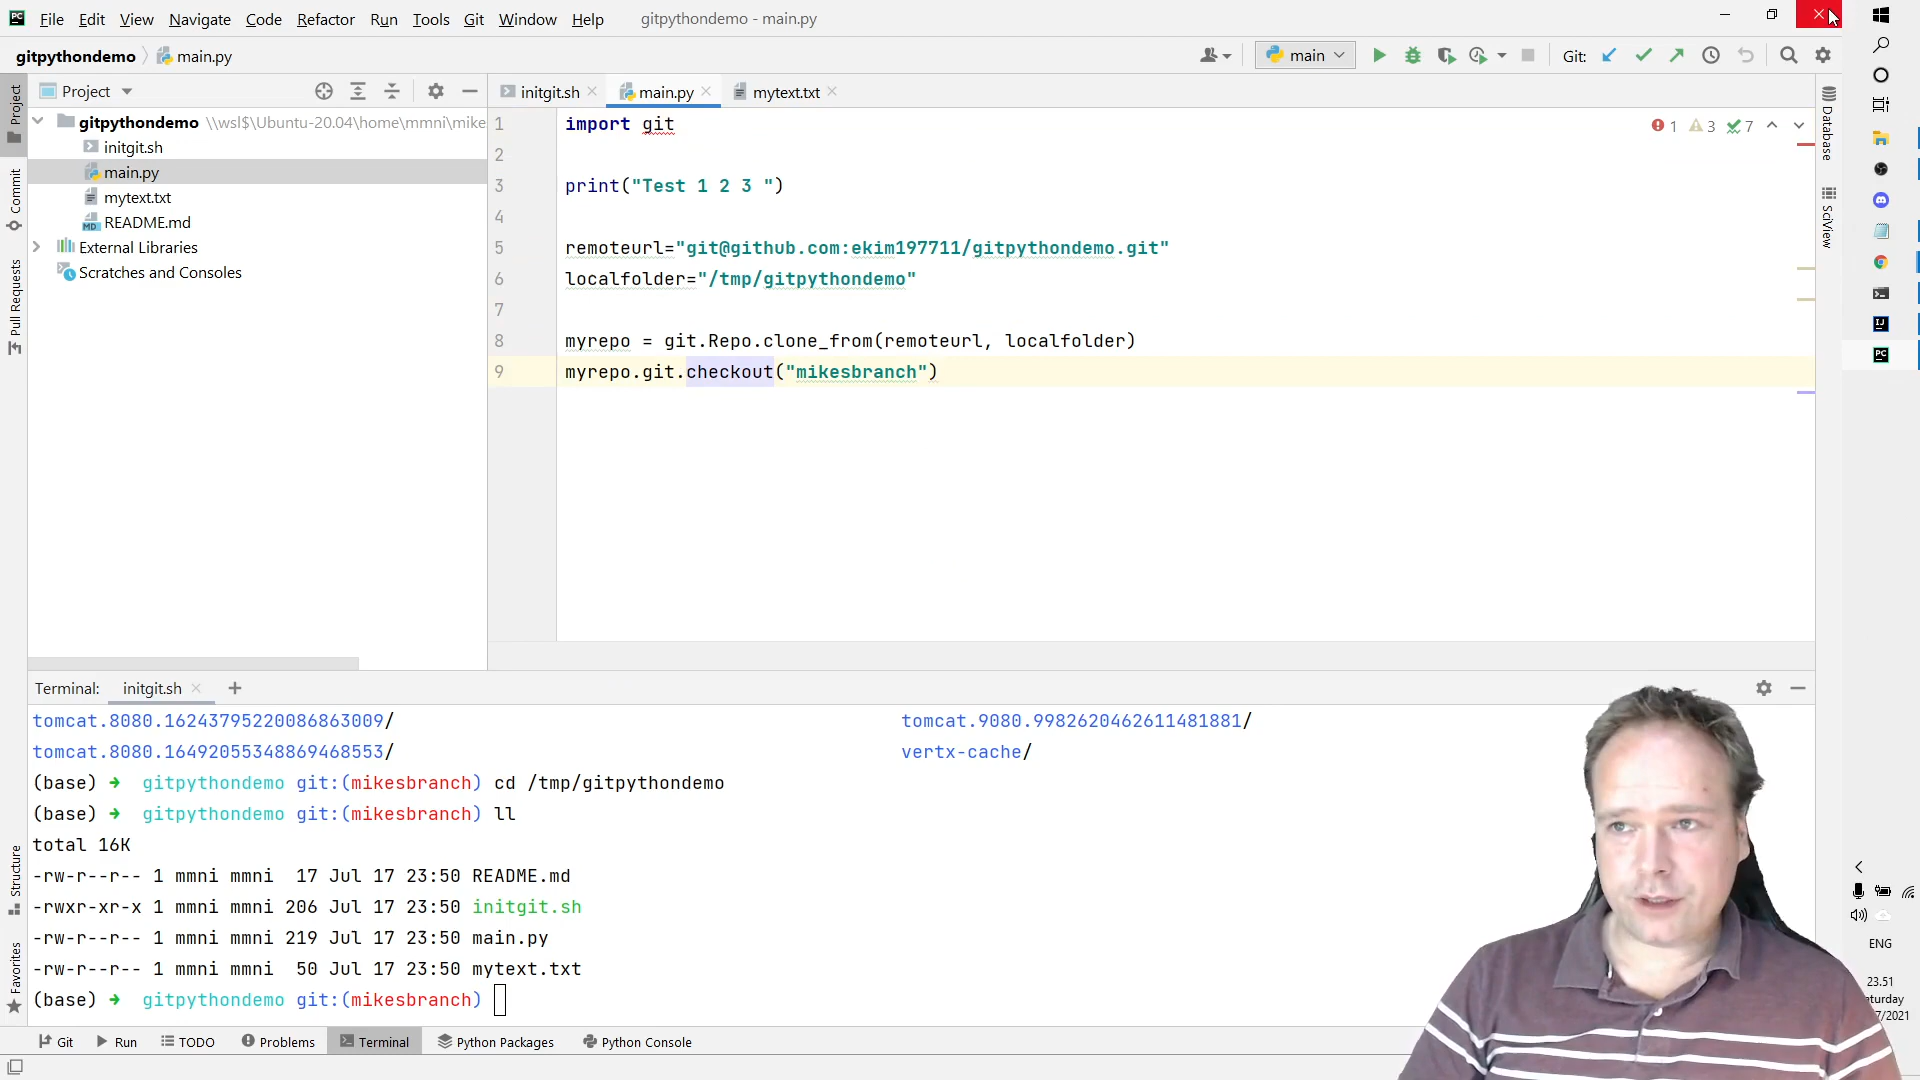 File Edit View Navigate Code Refactor Run Tools Git Window Help gitpythondemo - main.py
gitpythondemo main.py main Git:
Project
gitpythondemo \\wsl$\Ubuntu-20.04\home\mmni\mike
initgit.sh
main.py
mytext.txt
README.md
External Libraries
Scratches and Consoles
initgit.sh main.py mytext.txt
1 3 7
1 import git
2
3 print("Test 1 2 3 ")
4
5 remoteurl="git@github.com:ekim197711/gitpythondemo.git"
6 localfolder="/tmp/gitpythondemo"
7
8 myrepo = git.Repo.clone_from(remoteurl, localfolder)
9 myrepo.git.checkout("mikesbranch")
Project
Commit
Pull Requests
Structure
Favorites
Database
SciView
Terminal: initgit.sh
tomcat.8080.16243795220086863009/ tomcat.9080.9982620462611481881/
tomcat.8080.16492055348869468553/ vertx-cache/
(base) ➜ gitpythondemo git:(mikesbranch) cd /tmp/gitpythondemo
(base) ➜ gitpythondemo git:(mikesbranch) ll
total 16K
-rw-r--r-- 1 mmni mmni 17 Jul 17 23:50 README.md
-rwxr-xr-x 1 mmni mmni 206 Jul 17 23:50 initgit.sh
-rw-r--r-- 1 mmni mmni 219 Jul 17 23:50 main.py
-rw-r--r-- 1 mmni mmni 50 Jul 17 23:50 mytext.txt
(base) ➜ gitpythondemo git:(mikesbranch)
Git Run TODO Problems Terminal Python Packages Python Console
ENG
23.51
turday
7/2021